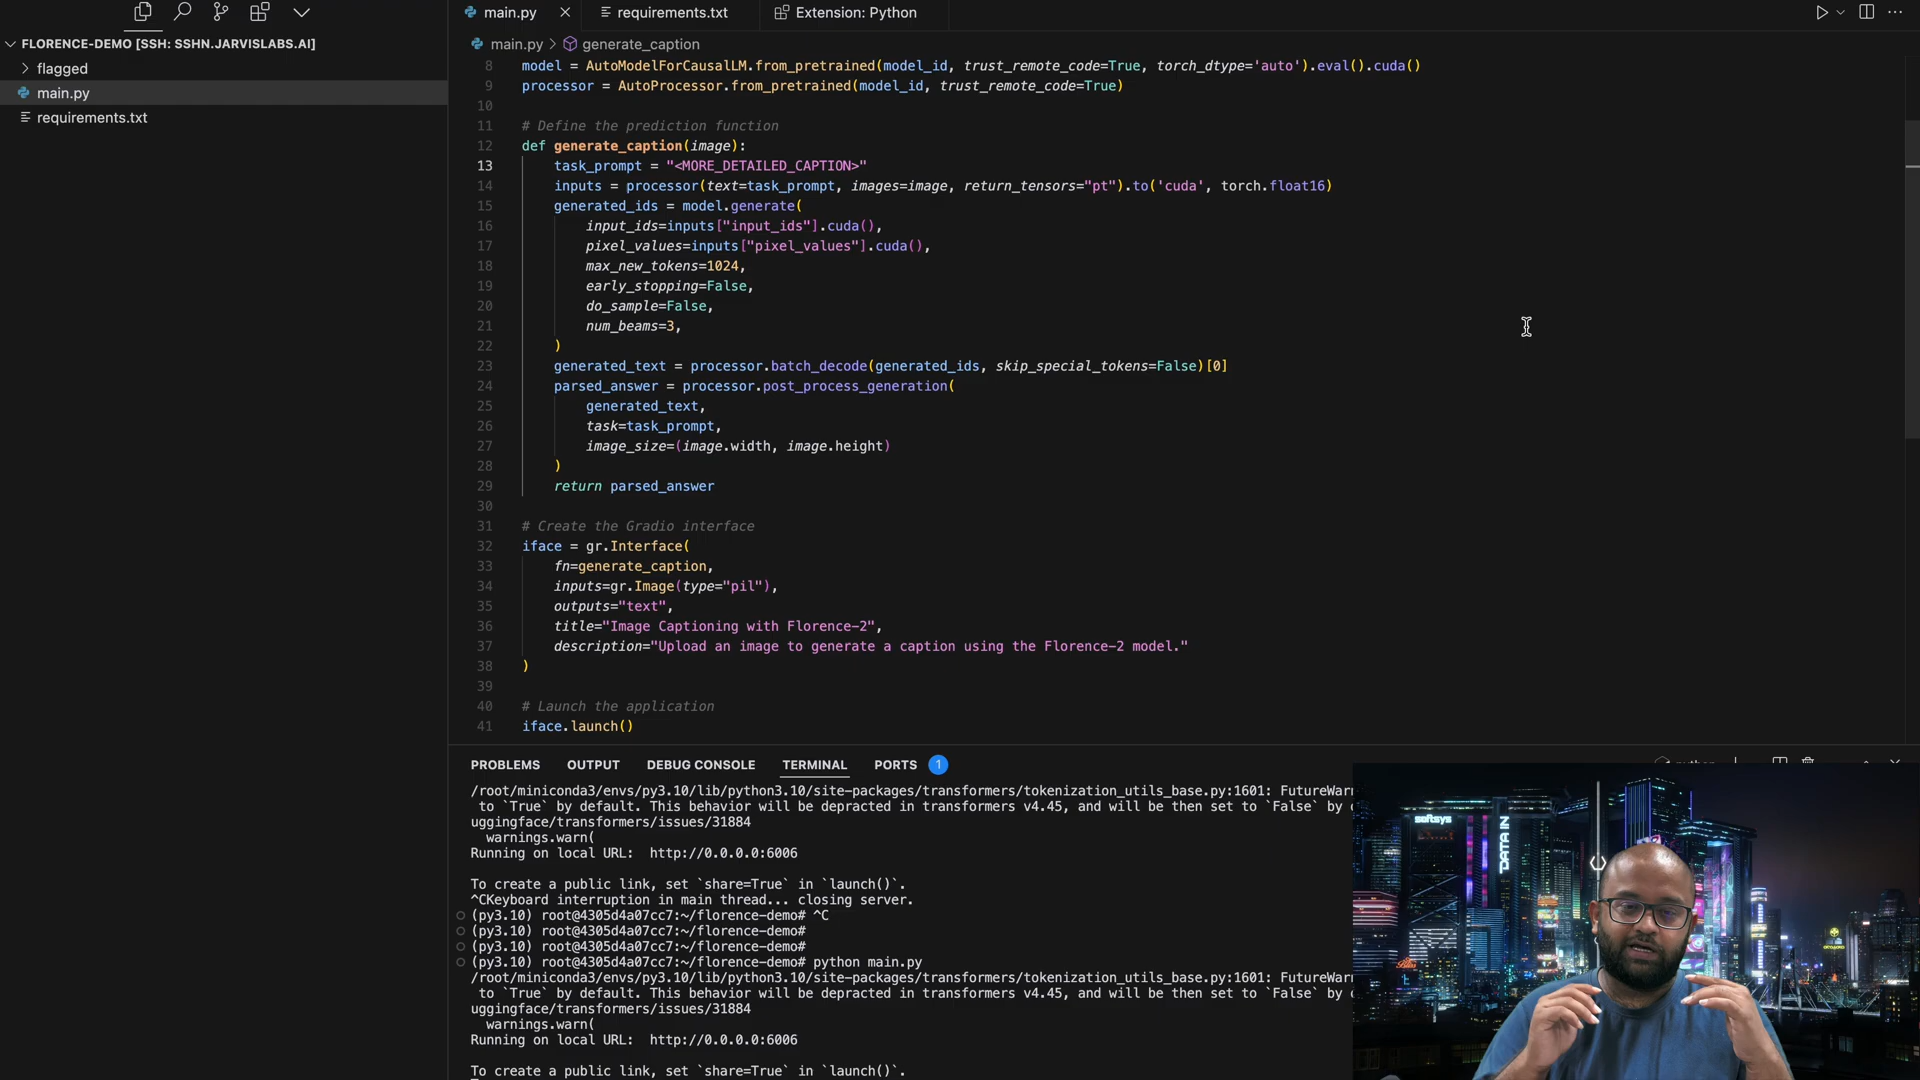 main.py
requirements.txt
Extension: Python
FLORENCE-DEMO [SSH: SSHN.JARVISLABS.AI]
flagged
main.py
requirements.txt
main.py > generate_caption
8 model = AutoModelForCausalLM.from_pretrained(model_id, trust_remote_code=True, torch_dtype='auto').eval().cuda()
9 processor = AutoProcessor.from_pretrained(model_id, trust_remote_code=True)
10
11 # Define the prediction function
12 def generate_caption(image):
13 task_prompt = "<MORE_DETAILED_CAPTION>"
14 inputs = processor(text=task_prompt, images=image, return_tensors="pt").to('cuda', torch.float16)
15 generated_ids = model.generate(
16 input_ids=inputs["input_ids"].cuda(),
17 pixel_values=inputs["pixel_values"].cuda(),
18 max_new_tokens=1024,
19 early_stopping=False,
20 do_sample=False,
21 num_beams=3,
22 )
23 generated_text = processor.batch_decode(generated_ids, skip_special_tokens=False)[0]
24 parsed_answer = processor.post_process_generation(
25 generated_text,
26 task=task_prompt,
27 image_size=(image.width, image.height)
28 )
29 return parsed_answer
30
31 # Create the Gradio interface
32 iface = gr.Interface(
33 fn=generate_caption,
34 inputs=gr.Image(type="pil"),
35 outputs="text",
36 title="Image Captioning with Florence-2",
37 description="Upload an image to generate a caption using the Florence-2 model."
38 )
39
40 # Launch the application
41 iface.launch()
PROBLEMS OUTPUT DEBUG CONSOLE TERMINAL PORTS 1
/root/miniconda3/envs/py3.10/lib/python3.10/site-packages/transformers/tokenization_utils_base.py:1601: FutureWar
to `True` by default. This behavior will be depracted in transformers v4.45, and will be then set to `False` by
uggingface/transformers/issues/31884
warnings.warn(
Running on local URL: http://0.0.0.0:6006
To create a public link, set `share=True` in `launch()`.
^CKeyboard interruption in main thread... closing server.
(py3.10) root@4305d4a07cc7:~/florence-demo# ^C
(py3.10) root@4305d4a07cc7:~/florence-demo#
(py3.10) root@4305d4a07cc7:~/florence-demo#
(py3.10) root@4305d4a07cc7:~/florence-demo# python main.py
/root/miniconda3/envs/py3.10/lib/python3.10/site-packages/transformers/tokenization_utils_base.py:1601: FutureWar
to `True` by default. This behavior will be depracted in transformers v4.45, and will be then set to `False` by
uggingface/transformers/issues/31884
warnings.warn(
Running on local URL: http://0.0.0.0:6006
To create a public link, set `share=True` in `launch()`.
softsys
DATA IN